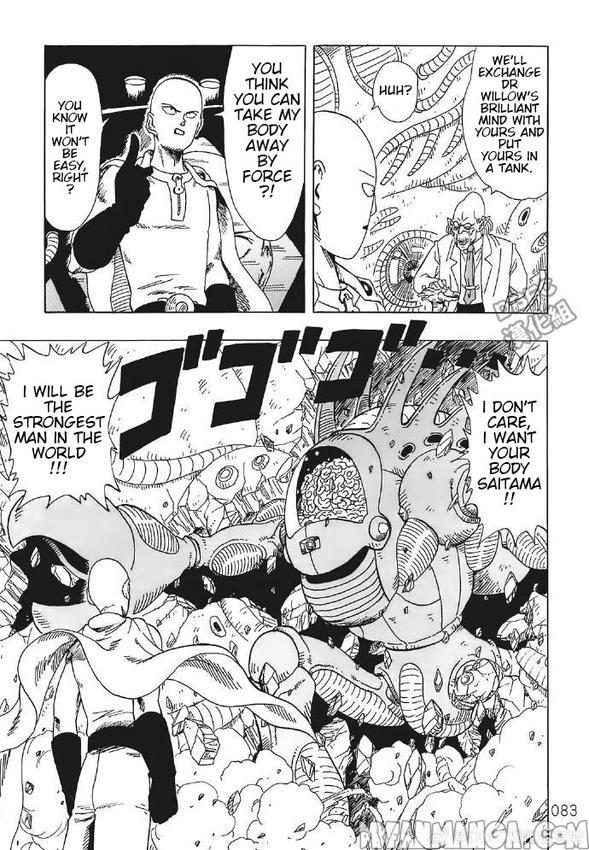 WE'LL
EXCHANGE
DR
WILLOW'S
BRILLIANT
MIND WITH
YOURS AND
PUT
YOURS IN
A TANK.
HUH?
YOU
THINK
YOU CAN
TAKE MY
BODY
AWAY
BY
FORCE
?!
YOU
KNOW
IT
WON'T
BE
EASY,
RIGHT
?
ゴゴゴゴ
I DON'T
CARE,
I WANT
YOUR
BODY
SAITAMA
!!
I WILL BE
THE
STRONGEST
MAN IN THE
WORLD
!!!
083